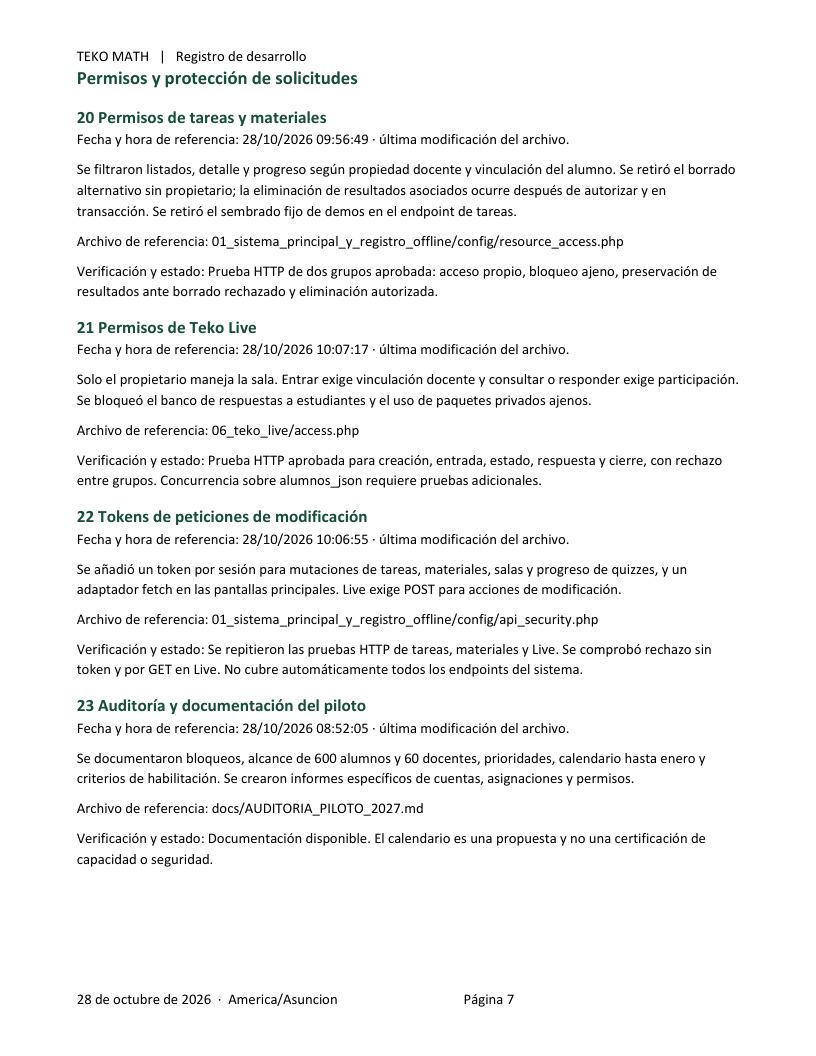 TEKO MATH | Registro de desarrollo
Permisos y protección de solicitudes
20 Permisos de tareas y materiales
Fecha y hora de referencia: 28/10/2026 09:56:49 · última modificación del archivo.
Se filtraron listados, detalle y progreso según propiedad docente y vinculación del alumno. Se retiró el borrado
alternativo sin propietario; la eliminación de resultados asociados ocurre después de autorizar y en
transacción. Se retiró el sembrado fijo de demos en el endpoint de tareas.
Archivo de referencia: 01_sistema_principal_y_registro_offline/config/resource_access.php
Verificación y estado: Prueba HTTP de dos grupos aprobada: acceso propio, bloqueo ajeno, preservación de
resultados ante borrado rechazado y eliminación autorizada.
21 Permisos de Teko Live
Fecha y hora de referencia: 28/10/2026 10:07:17 · última modificación del archivo.
Solo el propietario maneja la sala. Entrar exige vinculación docente y consultar o responder exige participación.
Se bloqueó el banco de respuestas a estudiantes y el uso de paquetes privados ajenos.
Archivo de referencia: 06_teko_live/access.php
Verificación y estado: Prueba HTTP aprobada para creación, entrada, estado, respuesta y cierre, con rechazo
entre grupos. Concurrencia sobre alumnos_json requiere pruebas adicionales.
22 Tokens de peticiones de modificación
Fecha y hora de referencia: 28/10/2026 10:06:55 · última modificación del archivo.
Se añadió un token por sesión para mutaciones de tareas, materiales, salas y progreso de quizzes, y un
adaptador fetch en las pantallas principales. Live exige POST para acciones de modificación.
Archivo de referencia: 01_sistema_principal_y_registro_offline/config/api_security.php
Verificación y estado: Se repitieron las pruebas HTTP de tareas, materiales y Live. Se comprobó rechazo sin
token y por GET en Live. No cubre automáticamente todos los endpoints del sistema.
23 Auditoría y documentación del piloto
Fecha y hora de referencia: 28/10/2026 08:52:05 · última modificación del archivo.
Se documentaron bloqueos, alcance de 600 alumnos y 60 docentes, prioridades, calendario hasta enero y
criterios de habilitación. Se crearon informes específicos de cuentas, asignaciones y permisos.
Archivo de referencia: docs/AUDITORIA_PILOTO_2027.md
Verificación y estado: Documentación disponible. El calendario es una propuesta y no una certificación de
capacidad o seguridad.
28 de octubre de 2026 · America/Asuncion Página 7